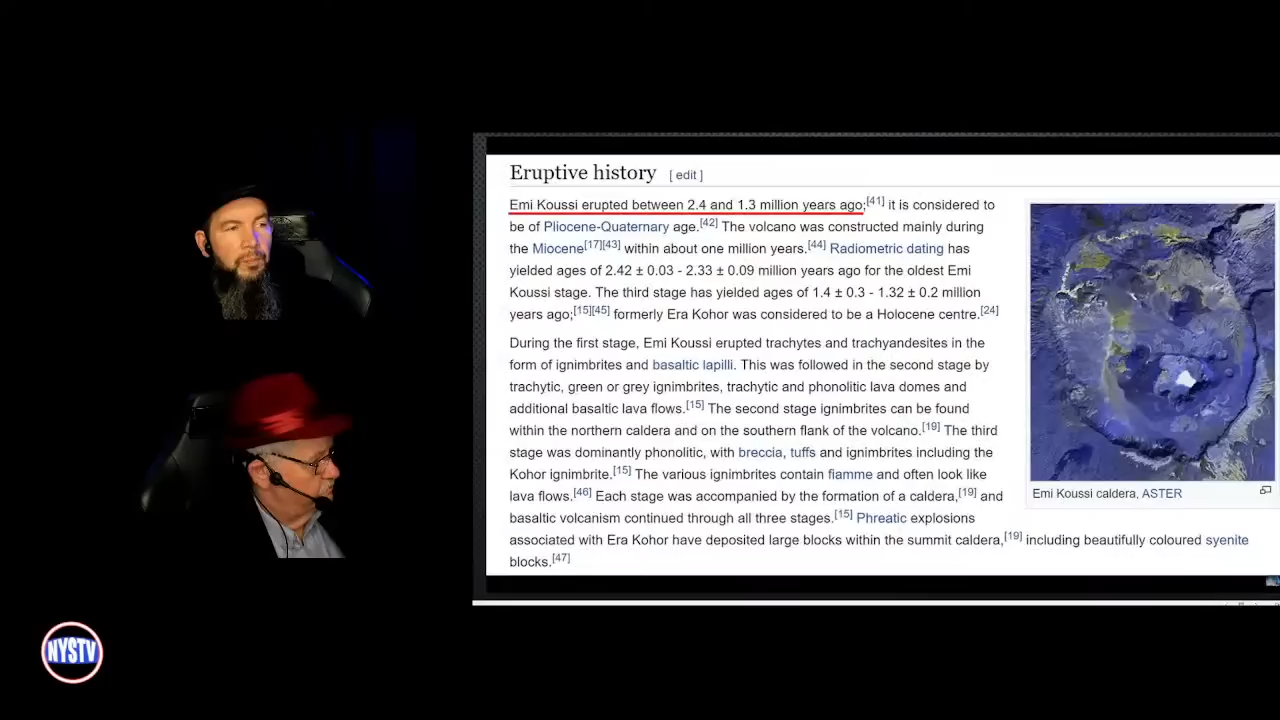 Eruptive history [ edit ]
Emi Koussi erupted between 2.4 and 1.3 million years ago;[41] it is considered to
be of Pliocene-Quaternary age.[42] The volcano was constructed mainly during
the Miocene[17][43] within about one million years.[44] Radiometric dating has
yielded ages of 2.42 ± 0.03 - 2.33 ± 0.09 million years ago for the oldest Emi
Koussi stage. The third stage has yielded ages of 1.4 ± 0.3 - 1.32 ± 0.2 million
years ago;[15][45] formerly Era Kohor was considered to be a Holocene centre.[24]
During the first stage, Emi Koussi erupted trachytes and trachyandesites in the
form of ignimbrites and basaltic lapilli. This was followed in the second stage by
trachytic, green or grey ignimbrites, trachytic and phonolitic lava domes and
additional basaltic lava flows.[15] The second stage ignimbrites can be found
within the northern caldera and on the southern flank of the volcano.[19] The third
stage was dominantly phonolitic, with breccia, tuffs and ignimbrites including the
Kohor ignimbrite.[15] The various ignimbrites contain fiamme and often look like
lava flows.[46] Each stage was accompanied by the formation of a caldera,[19] and
basaltic volcanism continued through all three stages.[15] Phreatic explosions
associated with Era Kohor have deposited large blocks within the summit caldera,[19] including beautifully coloured syenite
blocks.[47]
Emi Koussi caldera, ASTER
NYSTV